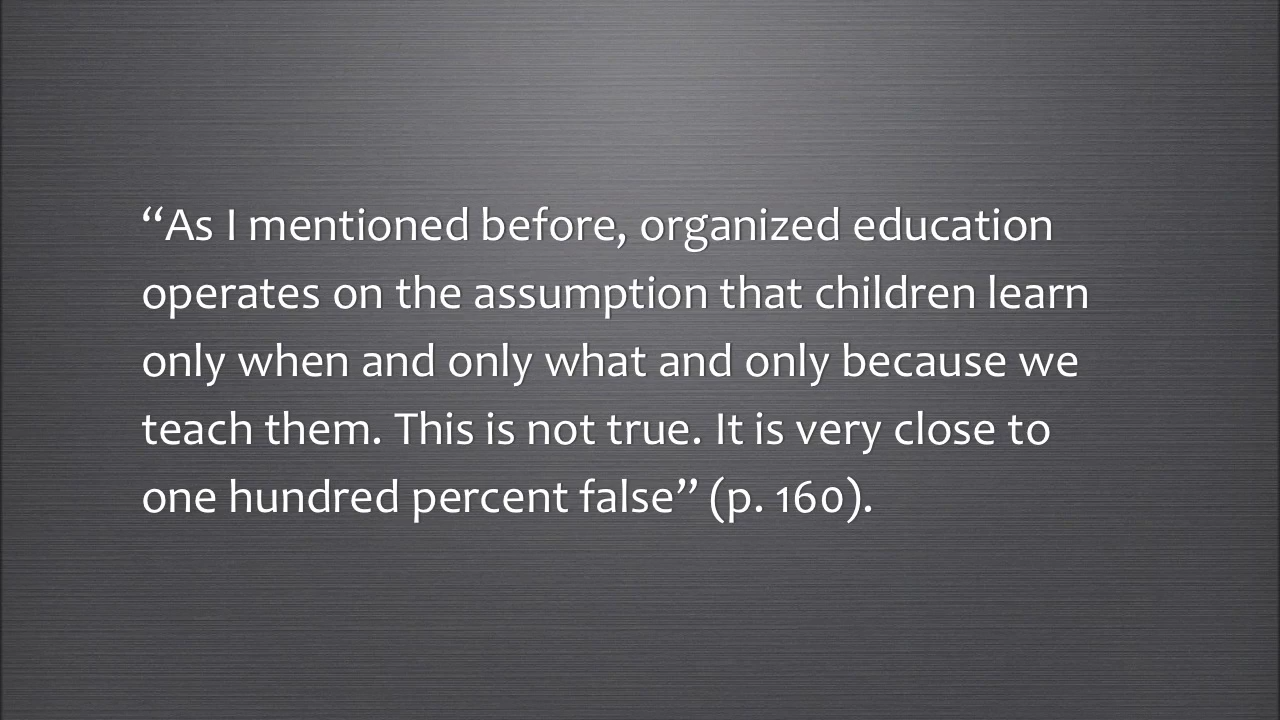 “As I mentioned before, organized education
operates on the assumption that children learn
only when and only what and only because we
teach them. This is not true. It is very close to
one hundred percent false” (p. 160).